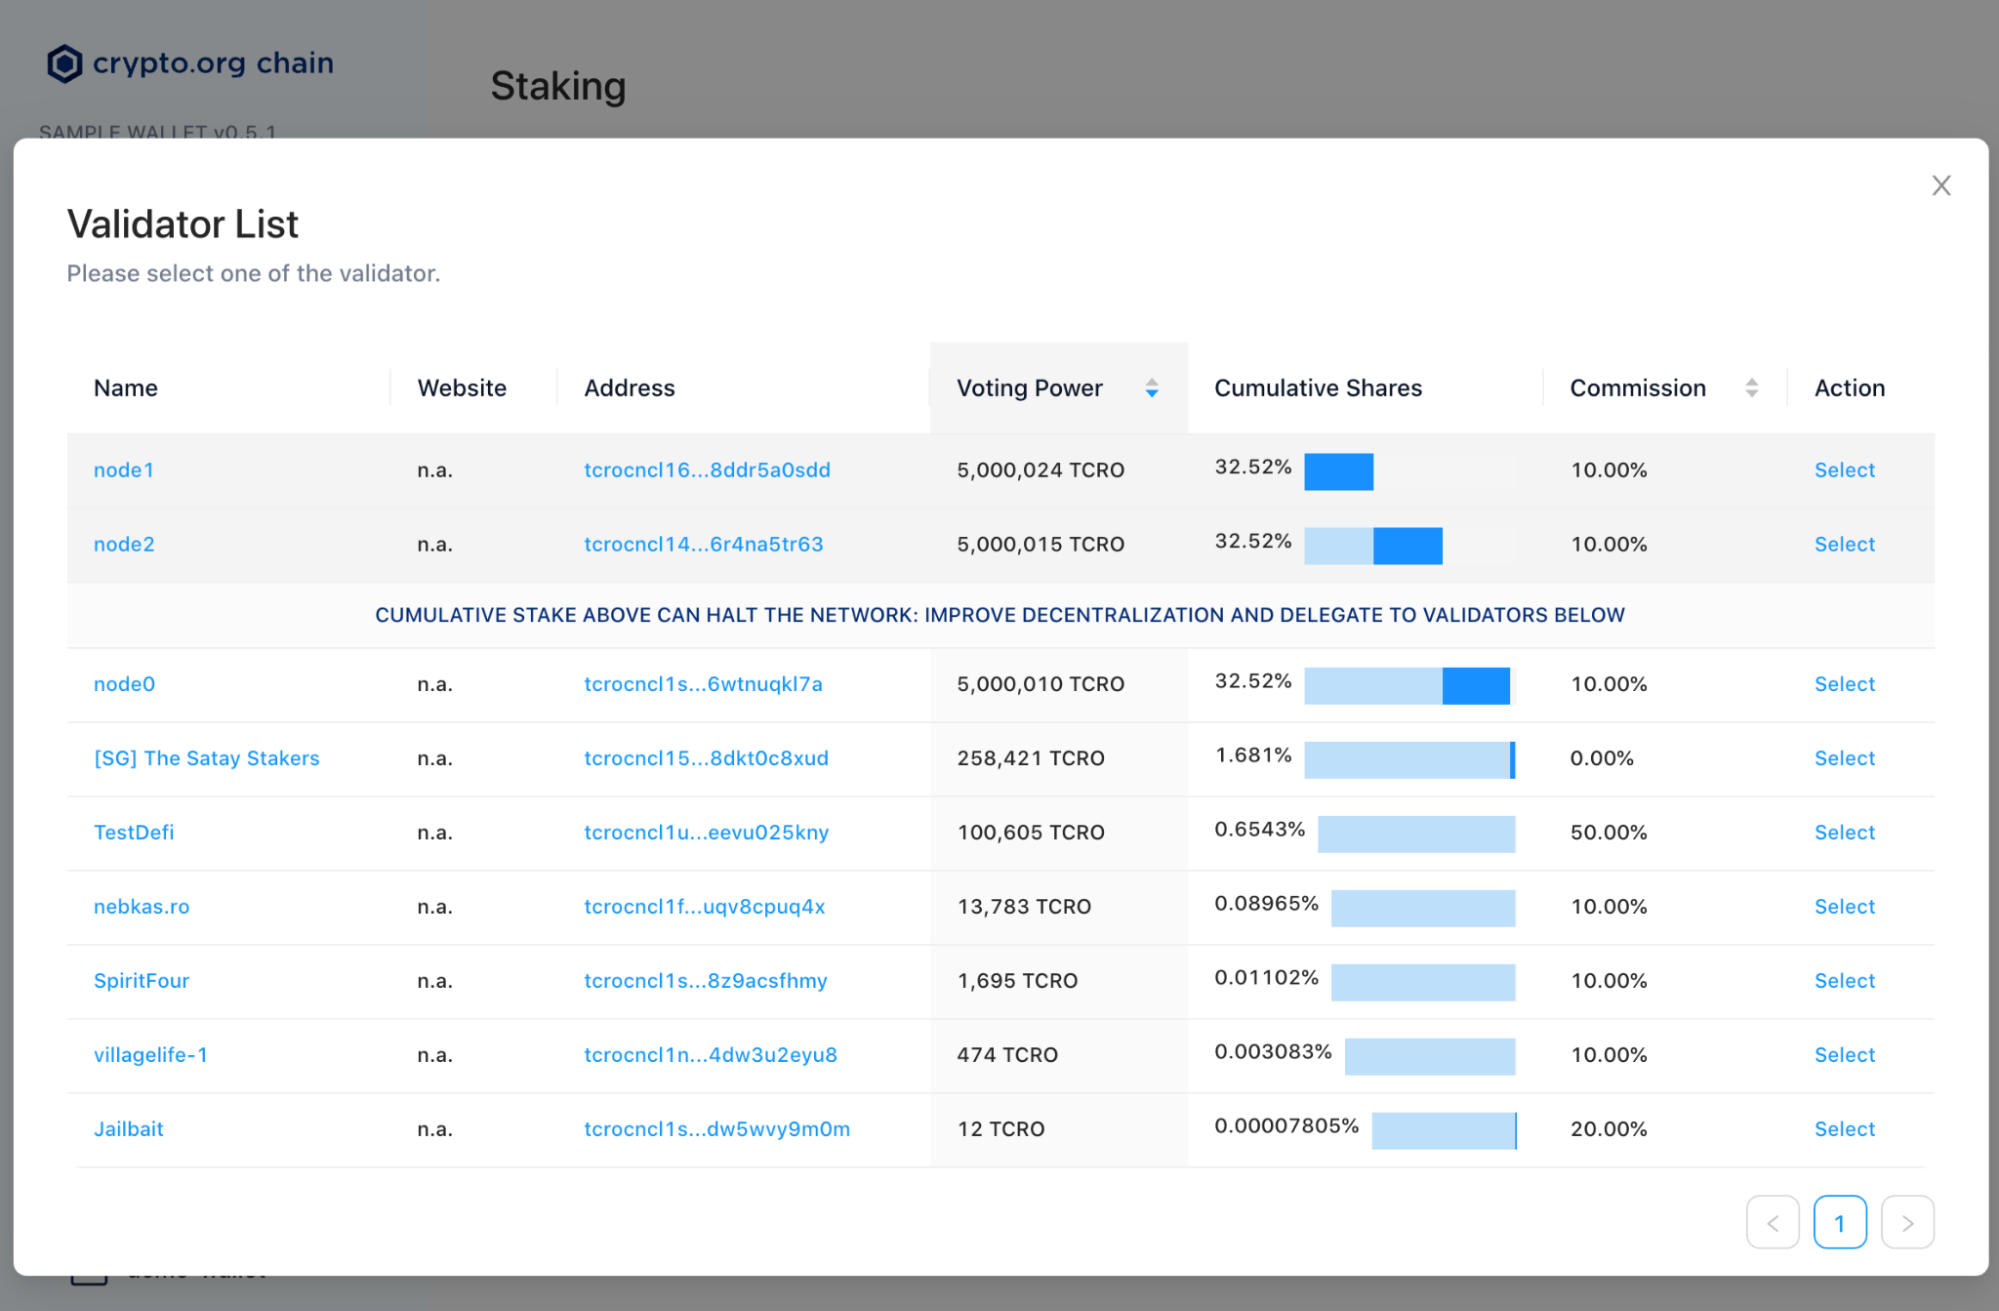 crypto.org chain
Staking
SAMPLE WALLET v0.5.1
Validator List
Please select one of the validator.
Name Website Address Voting Power Cumulative Shares Commission Action
node1 n.a. tcrocncl16...8ddr5a0sdd 5,000,024 TCRO 32.52% 10.00% Select
node2 n.a. tcrocncl14...6r4na5tr63 5,000,015 TCRO 32.52% 10.00% Select
CUMULATIVE STAKE ABOVE CAN HALT THE NETWORK: IMPROVE DECENTRALIZATION AND DELEGATE TO VALIDATORS BELOW
node0 n.a. tcrocncl1s...6wtnuqkl7a 5,000,010 TCRO 32.52% 10.00% Select
[SG] The Satay Stakers n.a. tcrocncl15...8dkt0c8xud 258,421 TCRO 1.681% 0.00% Select
TestDefi n.a. tcrocncl1u...eevu025kny 100,605 TCRO 0.6543% 50.00% Select
nebkas.ro n.a. tcrocncl1f...uqv8cpuq4x 13,783 TCRO 0.08965% 10.00% Select
SpiritFour n.a. tcrocncl1s...8z9acsfhmy 1,695 TCRO 0.01102% 10.00% Select
villagelife-1 n.a. tcrocncl1n...4dw3u2eyu8 474 TCRO 0.003083% 10.00% Select
Jailbait n.a. tcrocncl1s...dw5wvy9m0m 12 TCRO 0.00007805% 20.00% Select
< 1 >